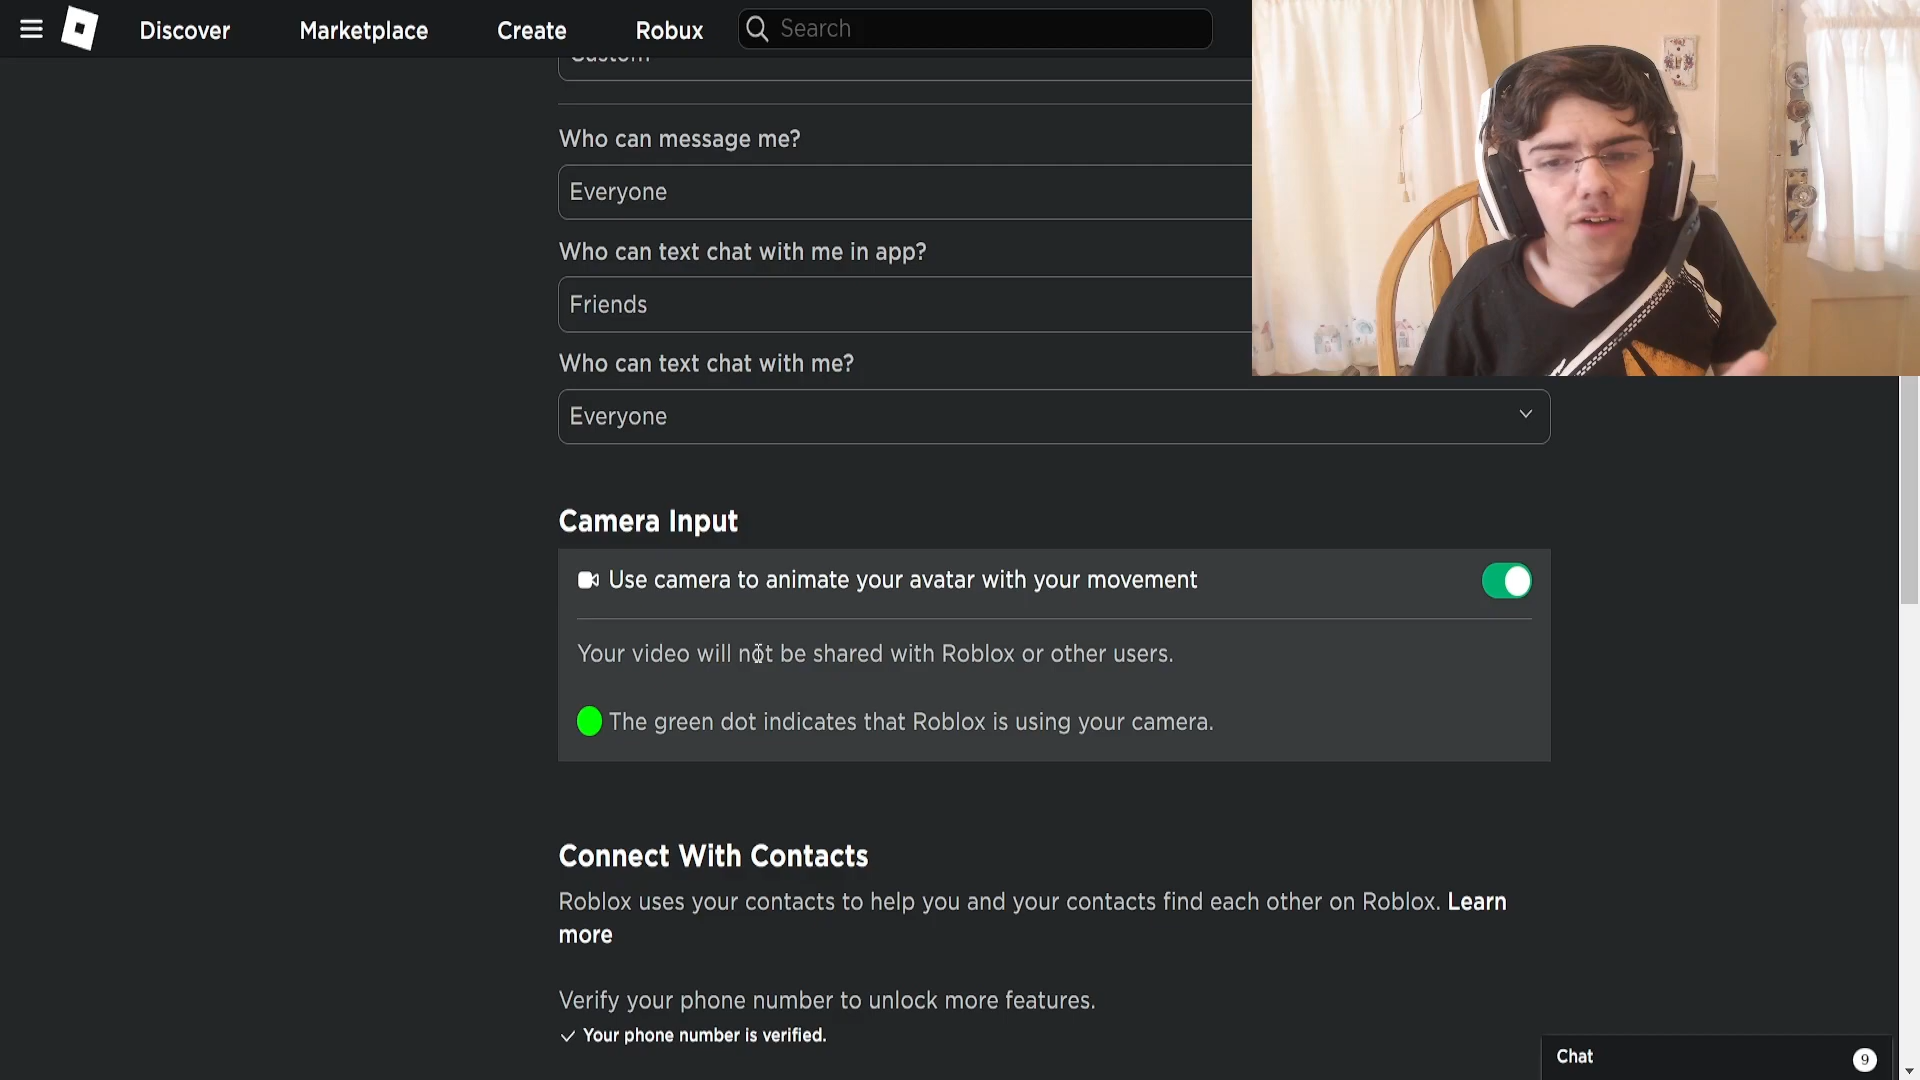 Discover
Marketplace
Create
Robux
Search
Custom
Who can message me?
Everyone
Who can text chat with me in app?
Friends
Who can text chat with me?
Everyone
Camera Input
Use camera to animate your avatar with your movement
Your video will not be shared with Roblox or other users.
The green dot indicates that Roblox is using your camera.
Connect With Contacts
Roblox uses your contacts to help you and your contacts find each other on Roblox. Learn
more
Verify your phone number to unlock more features.
Your phone number is verified.
Chat
9